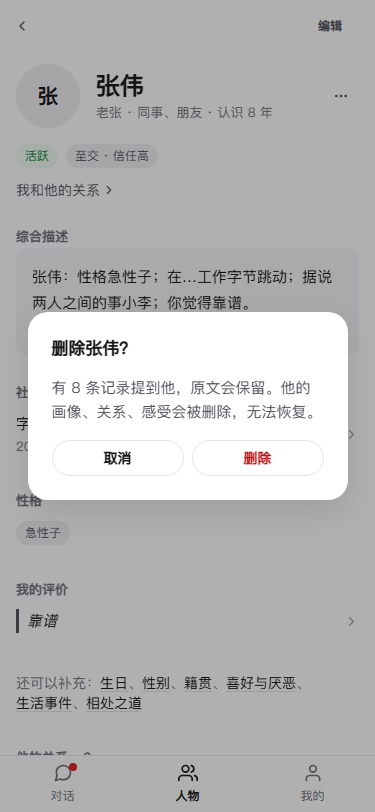 编辑
张
张伟
老张 · 同事、朋友 · 认识 8 年
活跃
至交 · 信任高
我和他的关系
综合描述
张伟：性格急性子；在…工作字节跳动；据说
两人之间的事小李；你觉得靠谱。
删除张伟?
有 8 条记录提到他，原文会保留。他的
画像、关系、感受会被删除，无法恢复。
取消
删除
社
字
20
性格
急性子
我的评价
靠谱
还可以补充：生日、性别、籍贯、喜好与厌恶、
生活事件、相处之道
对话
人物
我的